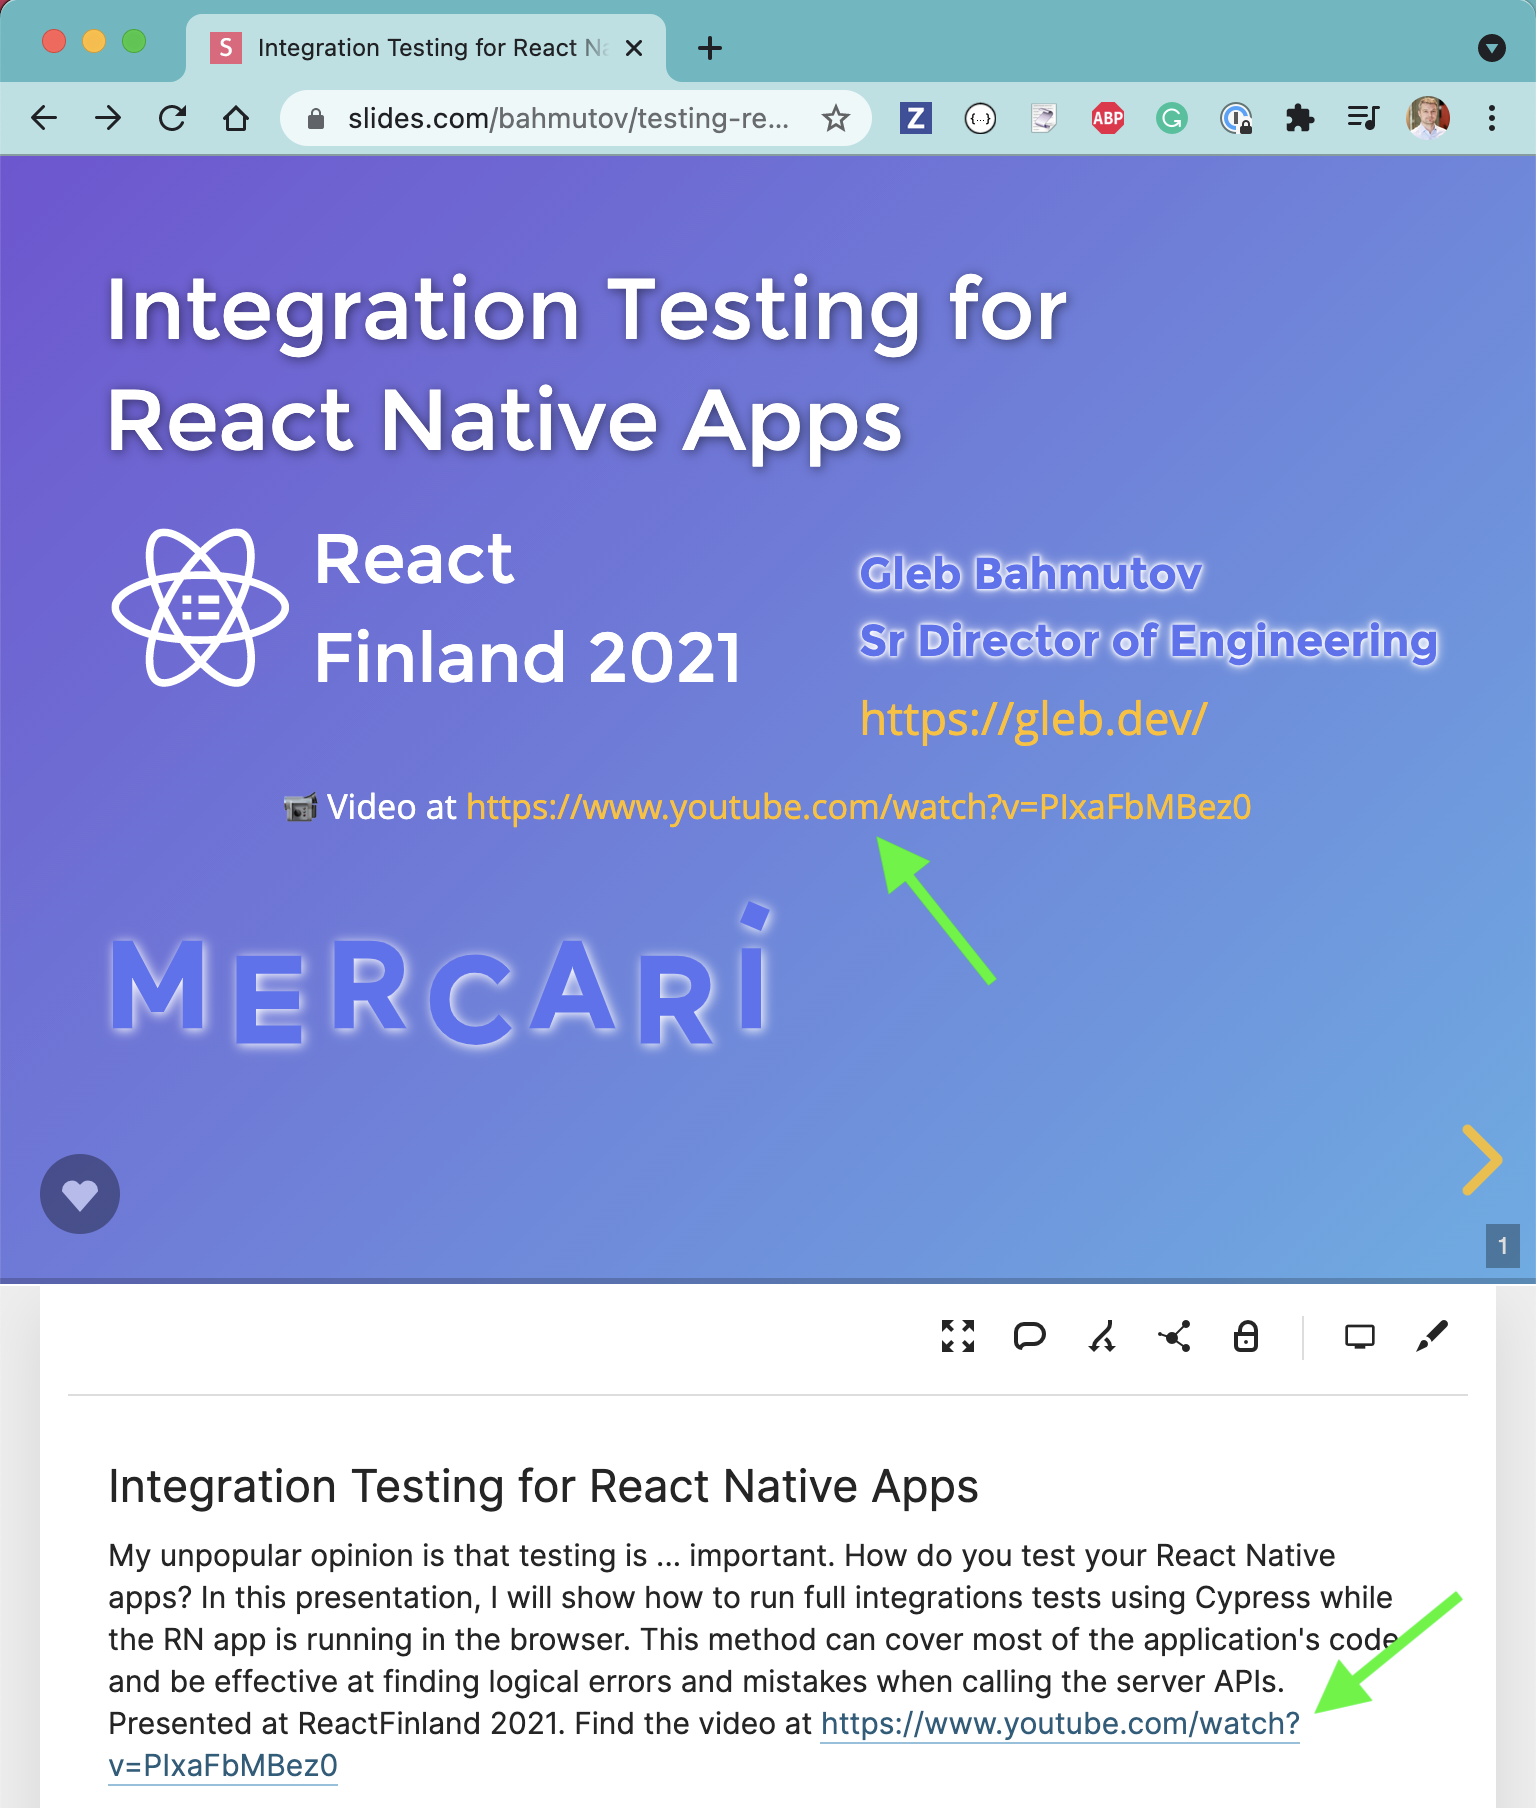 S Integration Testing for React Na
slides.com/bahmutov/testing-re...
Z {...} ABP G
Integration Testing for
React Native Apps
React
Finland 2021
Gleb Bahmutov
Sr Director of Engineering
https://gleb.dev/
Video at https://www.youtube.com/watch?v=PIxaFbMBez0
MERCARI
1
Integration Testing for React Native Apps
My unpopular opinion is that testing is ... important. How do you test your React Native
apps? In this presentation, I will show how to run full integrations tests using Cypress while
the RN app is running in the browser. This method can cover most of the application's code
and be effective at finding logical errors and mistakes when calling the server APIs.
Presented at ReactFinland 2021. Find the video at https://www.youtube.com/watch?
v=PIxaFbMBez0